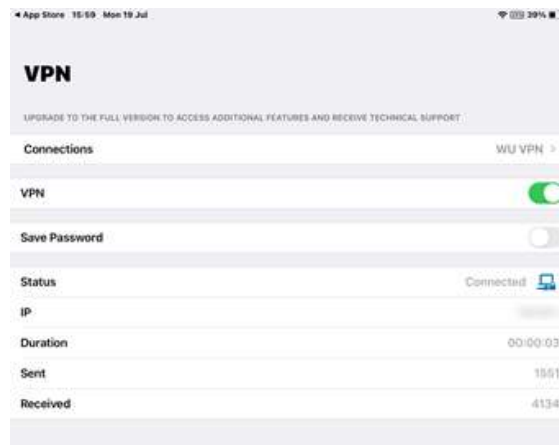 App Store 15:59 Mon 19 Jul 39%
VPN
UPGRADE TO THE FULL VERSION TO ACCESS ADDITIONAL FEATURES AND RECEIVE TECHNICAL SUPPORT
Connections WU VPN >
VPN
Save Password
Status Connected
IP
Duration 00:00:03
Sent 1551
Received 4134